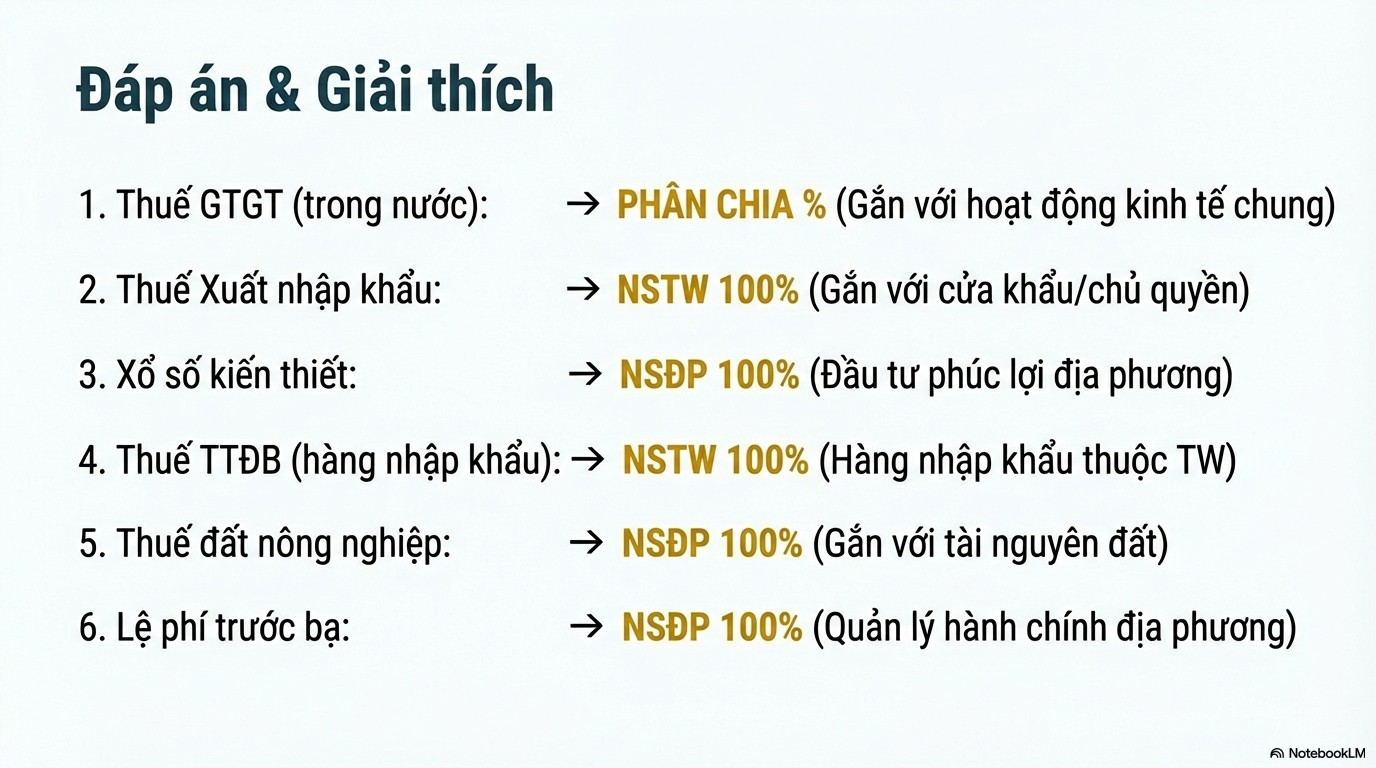 Đáp án & Giải thích
1. Thuế GTGT (trong nước): → PHÂN CHIA % (Gắn với hoạt động kinh tế chung)
2. Thuế Xuất nhập khẩu: → NSTW 100% (Gắn với cửa khẩu/chủ quyền)
3. Xổ số kiến thiết: → NSĐP 100% (Đầu tư phúc lợi địa phương)
4. Thuế TTĐB (hàng nhập khẩu): → NSTW 100% (Hàng nhập khẩu thuộc TW)
5. Thuế đất nông nghiệp: → NSĐP 100% (Gắn với tài nguyên đất)
6. Lệ phí trước bạ: → NSĐP 100% (Quản lý hành chính địa phương)
NotebookLM